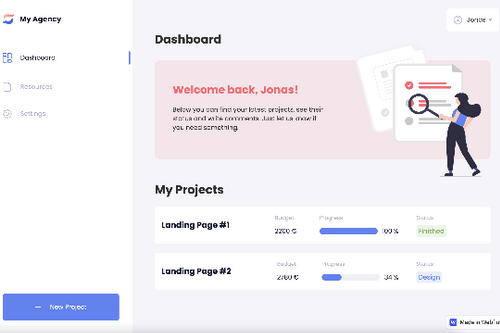 My Agency
Jonas
Dashboard
Resources
Settings
New Project
Dashboard
Welcome back, Jonas!
Below you can find your latest projects, see their
status and write comments. Just let us know if
you need something.
My Projects
Landing Page #1
Budget
Progress
Status
100 %
Finished
Landing Page #2
Budget
Progress
Status
34 %
Design
Made in Webflow